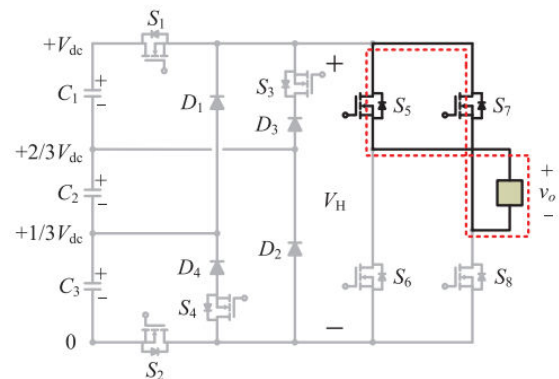 S1
+Vdc
+
S3
+
+
C1
−
D1
S5
S7
D3
+2/3Vdc
+
+
C2
−
VH
vo
−
+1/3Vdc
D4
D2
+
C3
−
S4
S6
S8
−
0
S2